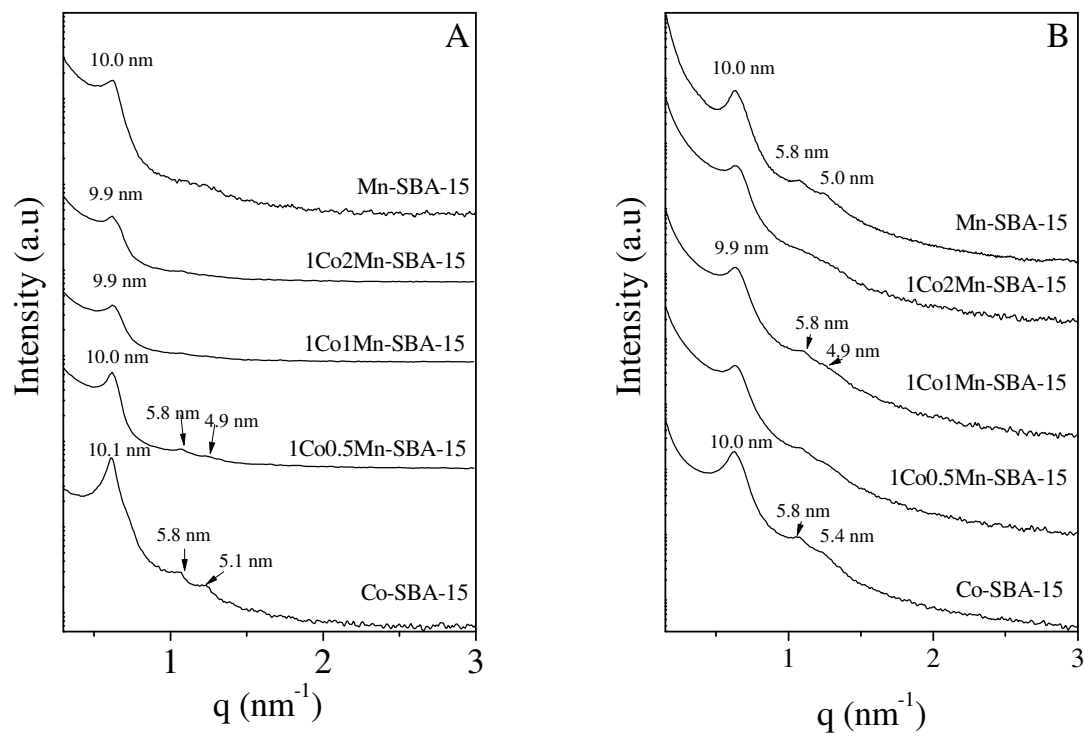 A
10.0 nm
Mn-SBA-15
9.9 nm
1Co2Mn-SBA-15
9.9 nm
1Co1Mn-SBA-15
10.0 nm
5.8 nm
4.9 nm
1Co0.5Mn-SBA-15
10.1 nm
5.8 nm
5.1 nm
Co-SBA-15
Intensity (a.u)
1 2 3
q (nm⁻¹)
B
10.0 nm
5.8 nm
5.0 nm
Mn-SBA-15
1Co2Mn-SBA-15
9.9 nm
5.8 nm
4.9 nm
1Co1Mn-SBA-15
1Co0.5Mn-SBA-15
10.0 nm
5.8 nm
5.4 nm
Co-SBA-15
Intensity (a.u)
1 2 3
q (nm⁻¹)